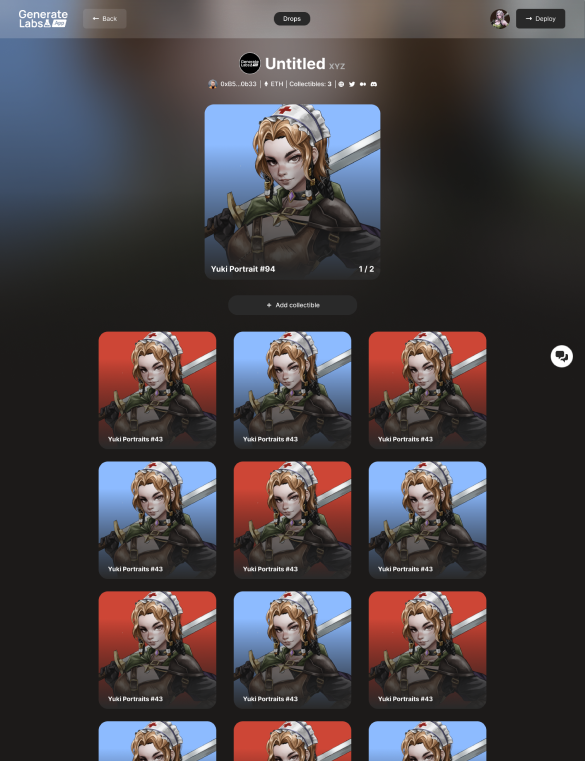 Generate
Labs App
← Back
Drops
→ Deploy
Generate
Labs
Untitled XYZ
0x65...0b33 | ETH | Collectibles: 3 |
Yuki Portrait #94
1 / 2
+ Add collectible
Yuki Portraits #43
Yuki Portraits #43
Yuki Portraits #43
Yuki Portraits #43
Yuki Portraits #43
Yuki Portraits #43
Yuki Portraits #43
Yuki Portraits #43
Yuki Portraits #43